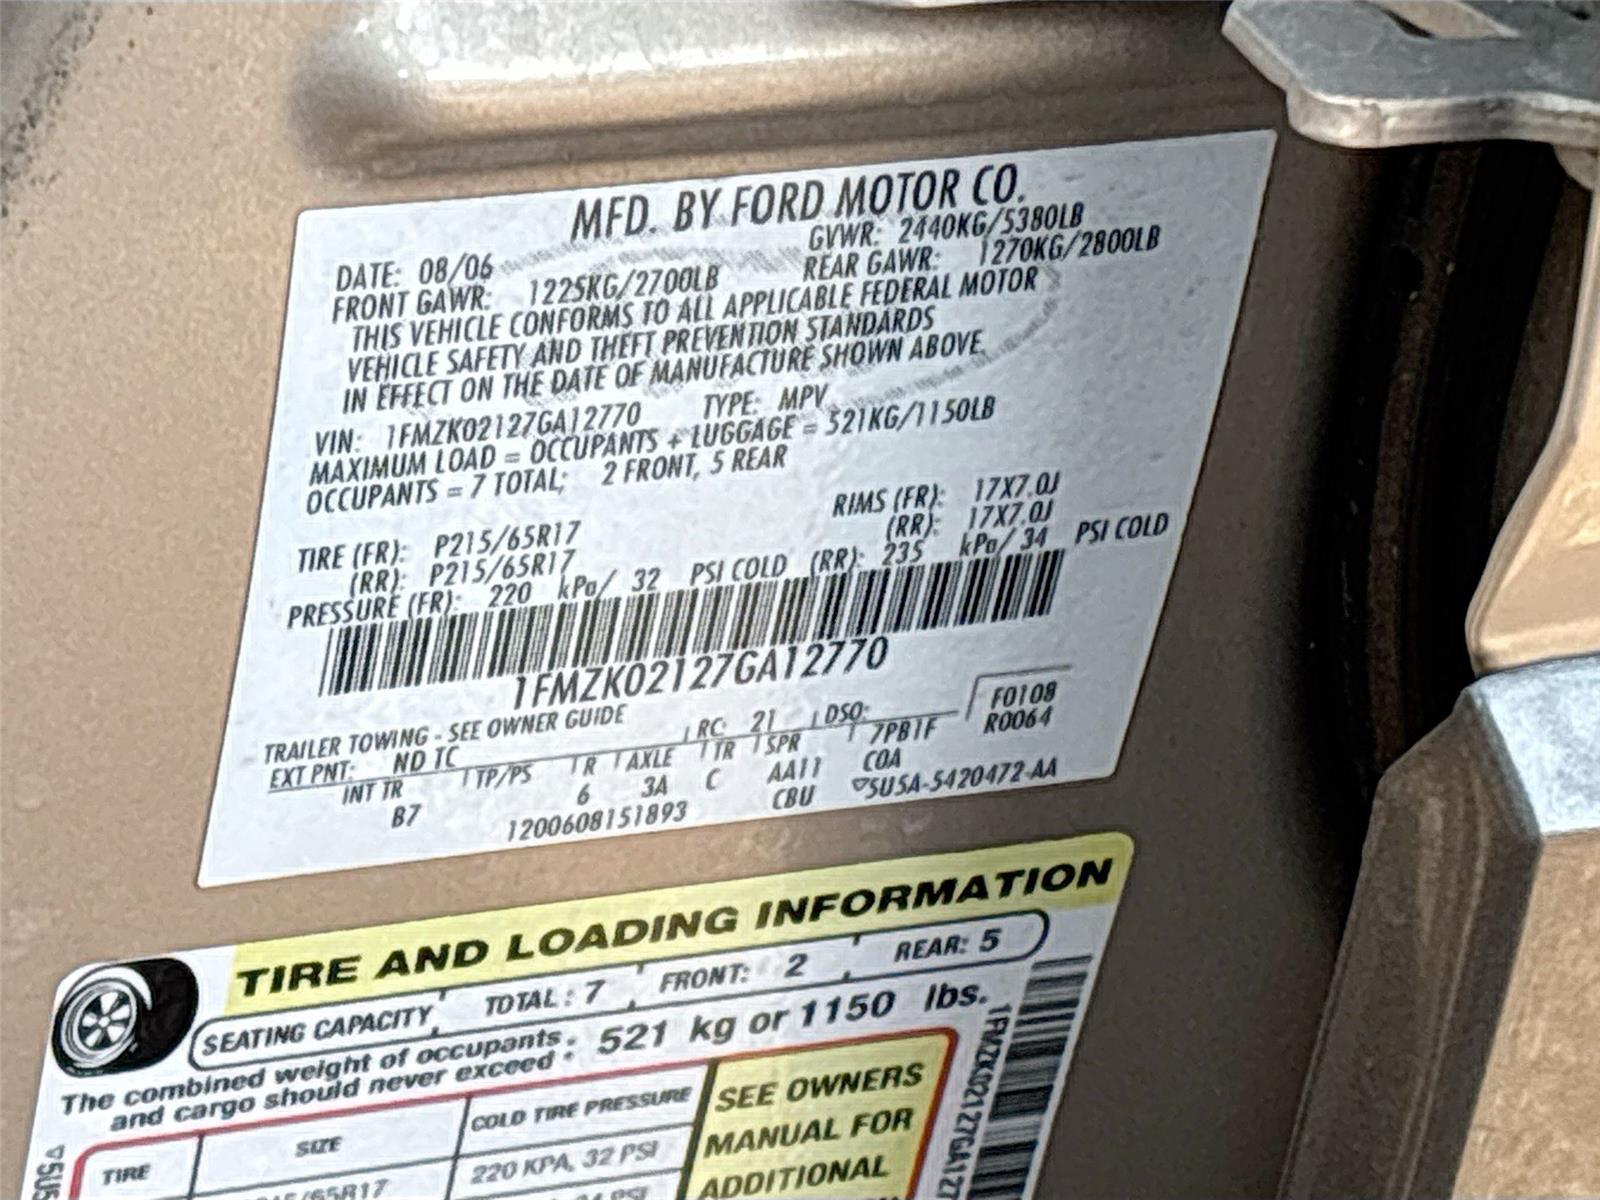 MFD. BY FORD MOTOR CO.
DATE: 08/06 GVWR: 2440KG/5380LB
FRONT GAWR: 1225KG/2700LB REAR GAWR: 1270KG/2800LB
THIS VEHICLE CONFORMS TO ALL APPLICABLE FEDERAL MOTOR
VEHICLE SAFETY AND THEFT PREVENTION STANDARDS
IN EFFECT ON THE DATE OF MANUFACTURE SHOWN ABOVE.
VIN: 1FMZK02127GA12770 TYPE: MPV
MAXIMUM LOAD = OCCUPANTS + LUGGAGE = 521KG/1150LB
OCCUPANTS = 7 TOTAL; 2 FRONT, 5 REAR
TIRE (FR): P215/65R17 RIMS (FR): 17X7.0J
(RR): P215/65R17 (RR): 17X7.0J
PRESSURE (FR): 220 kPa/ 32 PSI COLD (RR): 235 kPa/ 34 PSI COLD
1FMZK02127GA12770
TRAILER TOWING - SEE OWNER GUIDE
EXT PNT: ND TC RC: 21 DSO: F0108
INT TR TP/PS R AXLE TR SPR 7PB1F R0064
B7 6 3A C AA11 COA
1200608151893 CBU ▽5U5A-5420472-AA
TIRE AND LOADING INFORMATION
SEATING CAPACITY TOTAL: 7 FRONT: 2 REAR: 5
The combined weight of occupants and cargo should never exceed 521 kg or 1150 lbs.
TIRE SIZE COLD TIRE PRESSURE
220 KPA, 32 PSI
SEE OWNERS
MANUAL FOR
ADDITIONAL